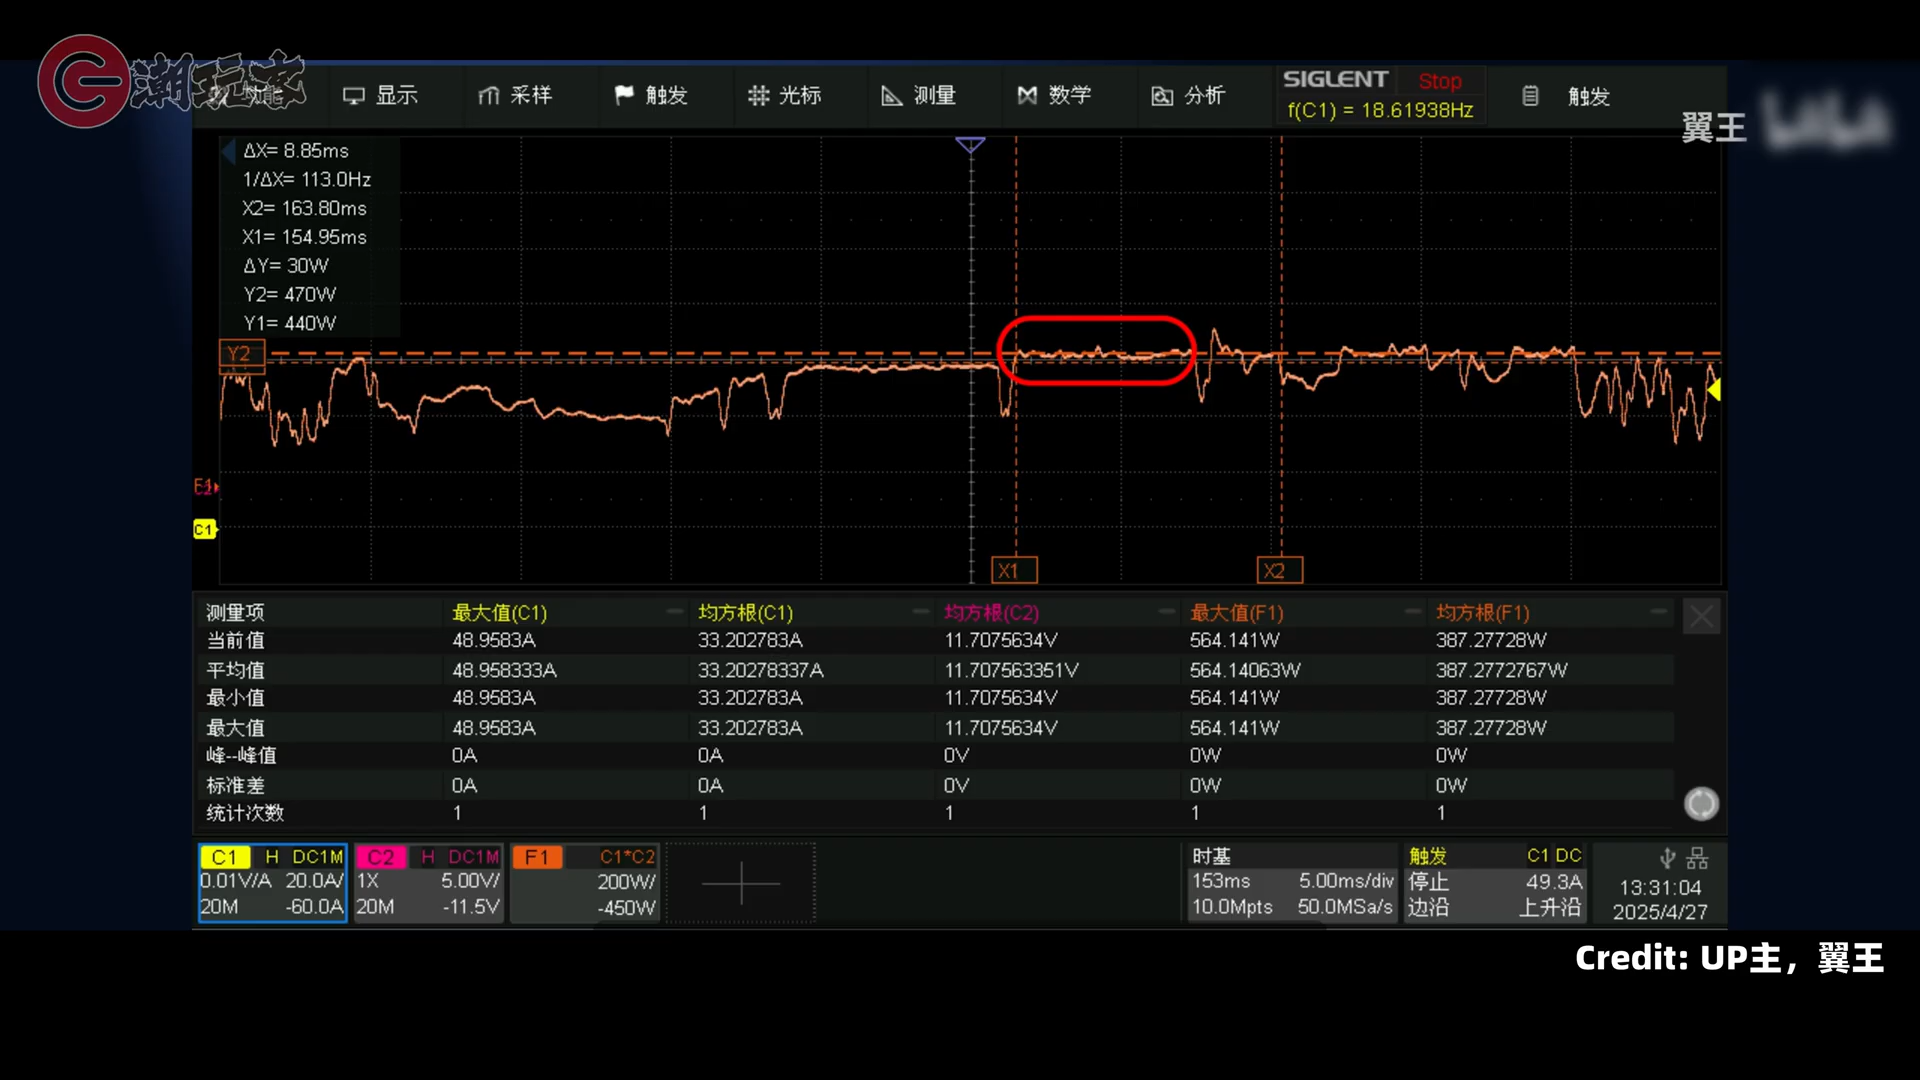 潮玩客
显示
采样
触发
光标
测量
数学
分析
SIGLENT
Stop
f(C1) = 18.61938Hz
触发
翼王
ΔX= 8.85ms
1/ΔX= 113.0Hz
X2= 163.80ms
X1= 154.95ms
ΔY= 30W
Y2= 470W
Y1= 440W
Y2
C1
X1
X2
测量项 最大值(C1) 均方根(C1) 均方根(C2) 最大值(F1) 均方根(F1)
当前值 48.9583A 33.202783A 11.7075634V 564.141W 387.27728W
平均值 48.958333A 33.20278337A 11.707563351V 564.14063W 387.2772767W
最小值 48.9583A 33.202783A 11.7075634V 564.141W 387.27728W
最大值 48.9583A 33.202783A 11.7075634V 564.141W 387.27728W
峰--峰值 0A 0A 0V 0W 0W
标准差 0A 0A 0V 0W 0W
统计次数 1 1 1 1 1
C1 H DC1M
0.01V/A 20.0A/
20M -60.0A
C2 H DC1M
1X 5.00V/
20M -11.5V
F1 C1*C2
200W/
-450W
时基
153ms 5.00ms/div
10.0Mpts 50.0MSa/s
触发 C1 DC
停止 49.3A
边沿 上升沿
13:31:04
2025/4/27
Credit: UP主，翼王